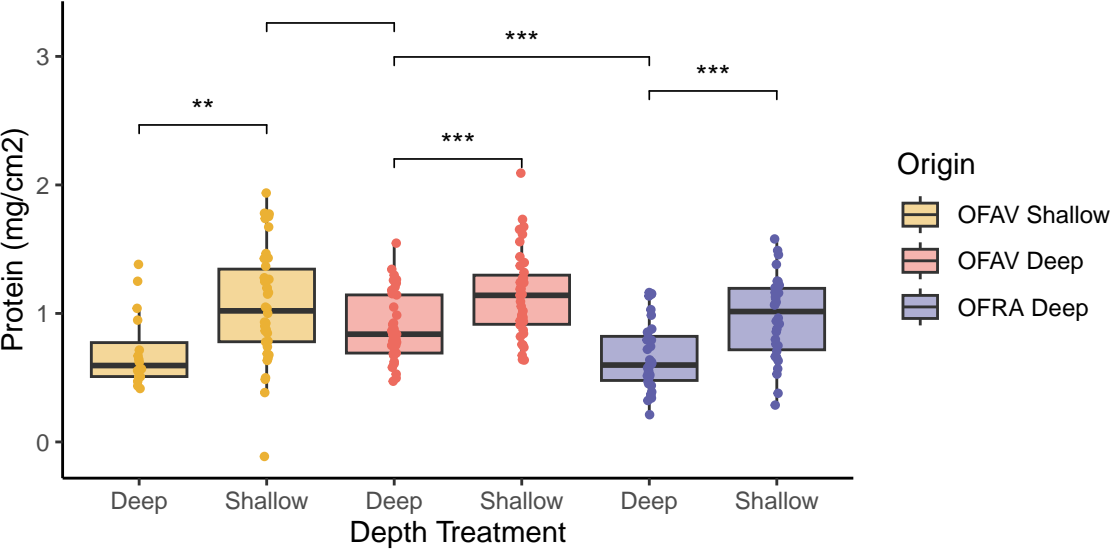 ***
3
***
**
***
2
1
0
Protein (mg/cm2)
Deep Shallow Deep Shallow Deep Shallow
Depth Treatment
Origin
OFAV Shallow
OFAV Deep
OFRA Deep